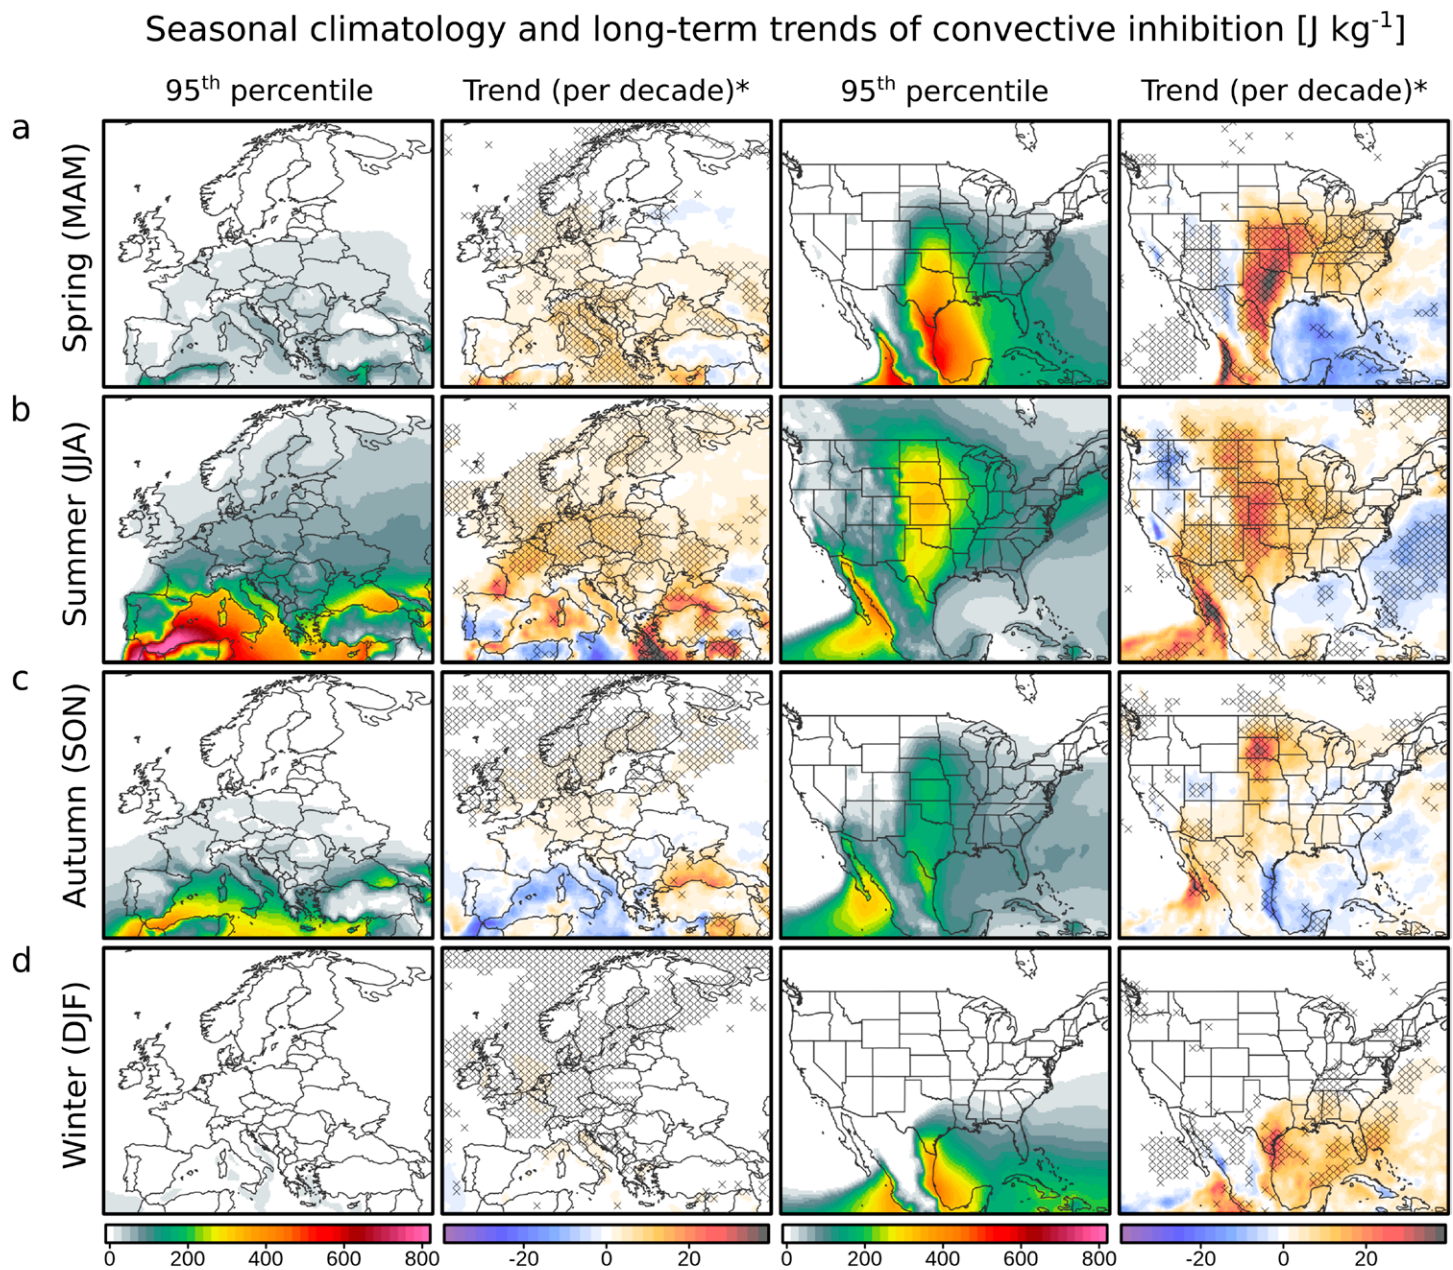 Seasonal climatology and long-term trends of convective inhibition [J kg⁻¹]
95ᵗʰ percentile Trend (per decade)* 95ᵗʰ percentile Trend (per decade)*
a
Spring (MAM)
b
Summer (JJA)
c
Autumn (SON)
d
Winter (DJF)
0 200 400 600 800 -20 0 20 0 200 400 600 800 -20 0 20